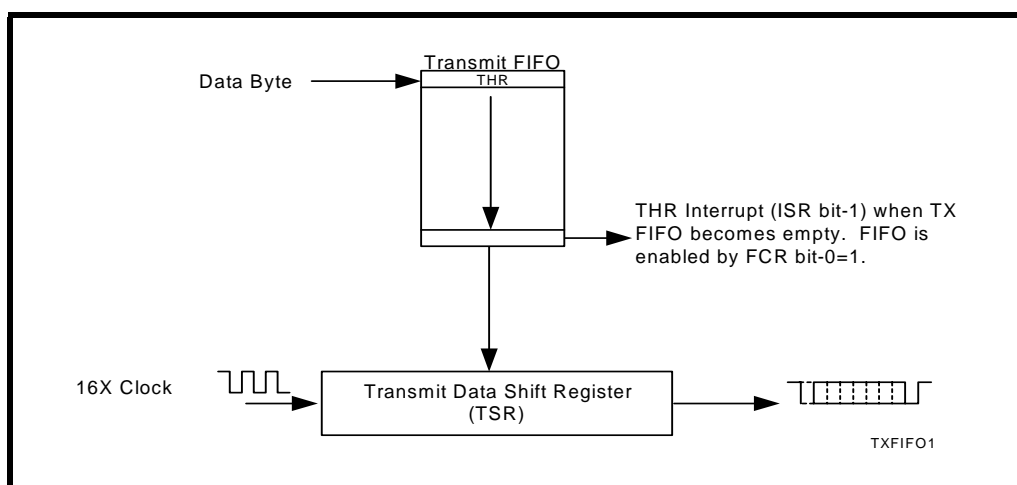 Transmit FIFO
Data Byte
THR
THR Interrupt (ISR bit-1) when TX
FIFO becomes empty.  FIFO is
enabled by FCR bit-0=1.
16X Clock
Transmit Data Shift Register
(TSR)
TXFIFO1